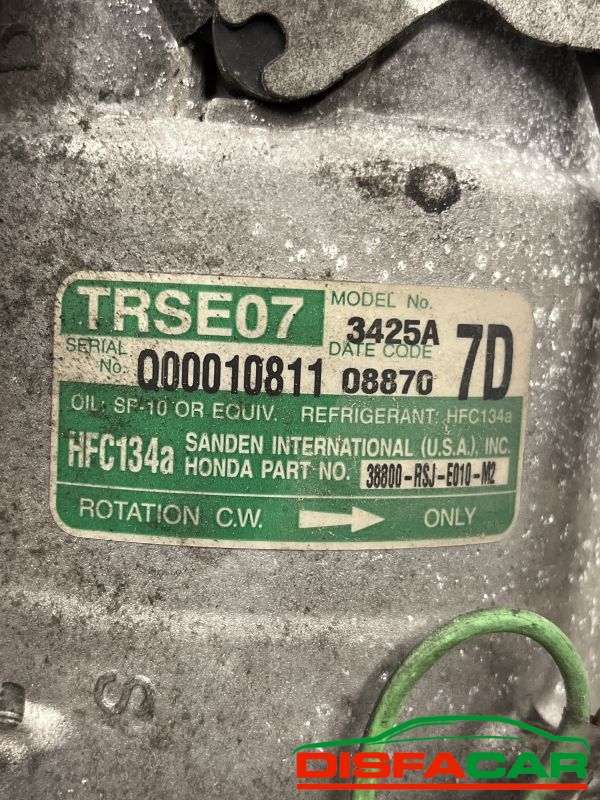 TRSE07
MODEL No.
3425A
SERIAL No.
Q00010811
DATE CODE
08870
7D
OIL: SP-10 OR EQUIV. REFRIGERANT: HFC134a
HFC134a
SANDEN INTERNATIONAL (U.S.A.), INC.
HONDA PART NO. 38800-RSJ-E010-M2
ROTATION C.W. ONLY
S
DISFACAR